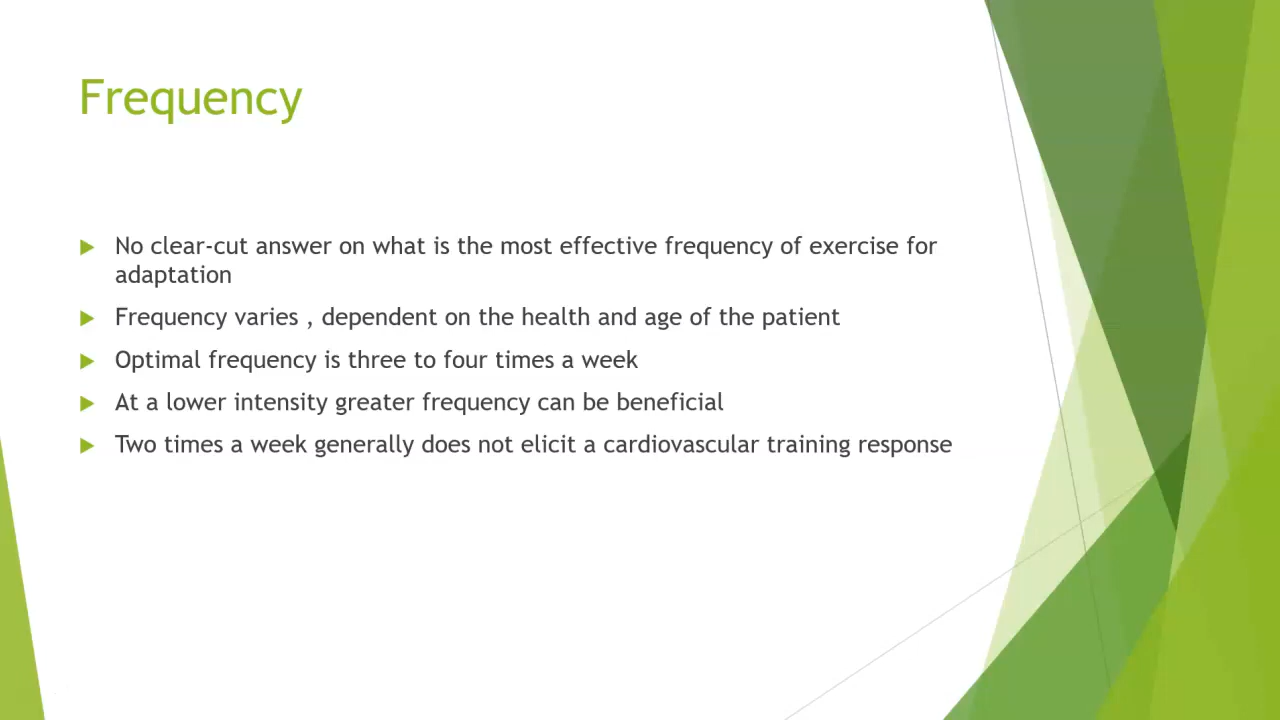 Frequency
No clear-cut answer on what is the most effective frequency of exercise for
adaptation
Frequency varies , dependent on the health and age of the patient
Optimal frequency is three to four times a week
At a lower intensity greater frequency can be beneficial
Two times a week generally does not elicit a cardiovascular training response